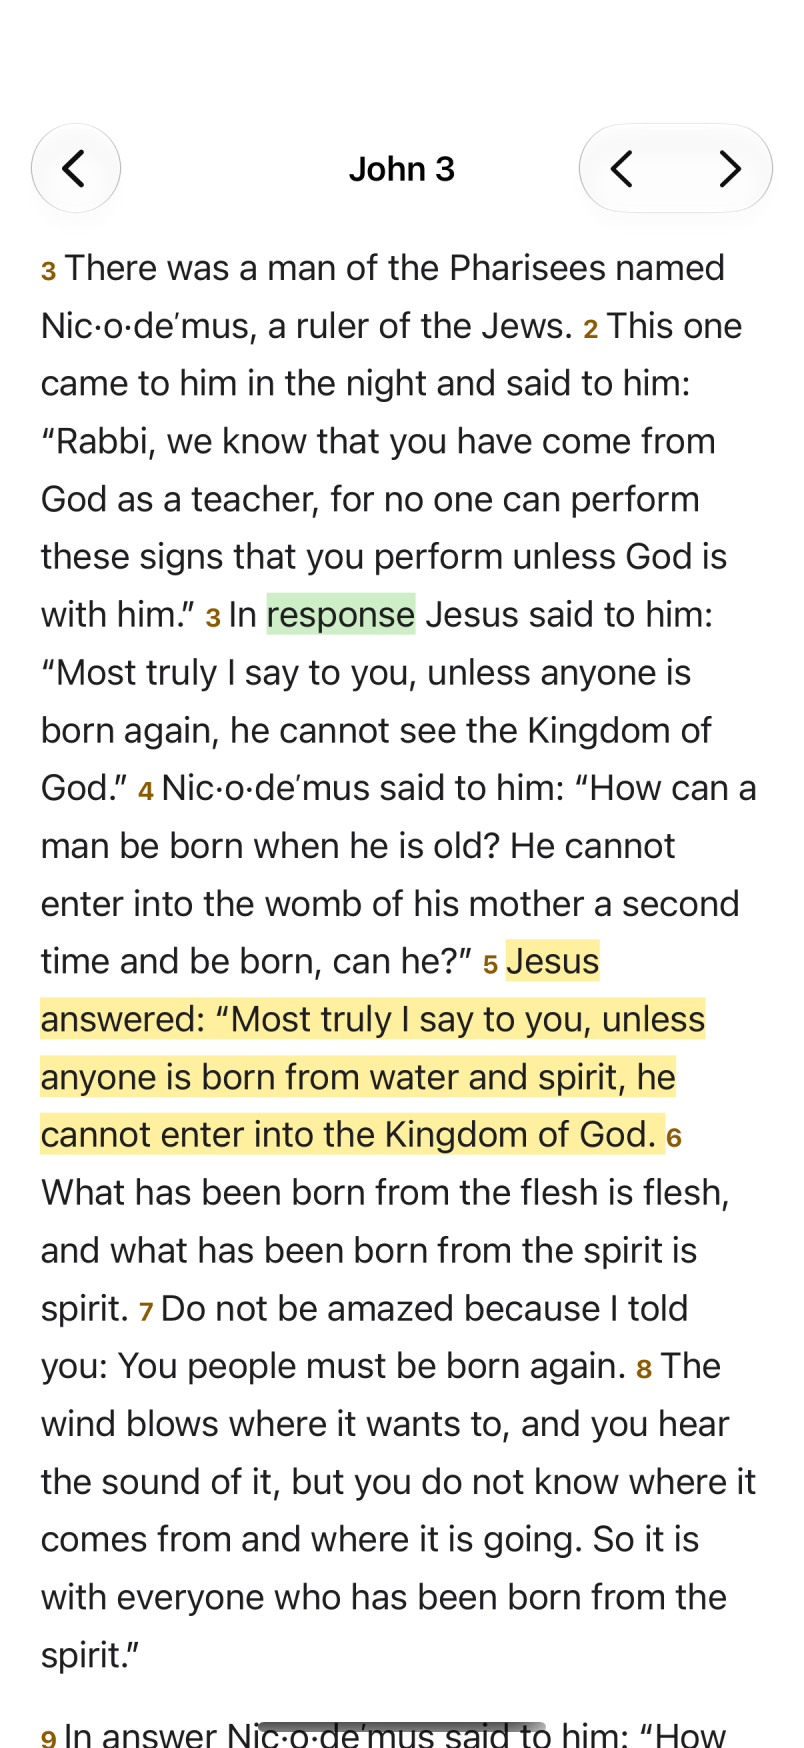 John 3
3 There was a man of the Pharisees named
Nic·o·deʹmus, a ruler of the Jews. 2 This one
came to him in the night and said to him:
“Rabbi, we know that you have come from
God as a teacher, for no one can perform
these signs that you perform unless God is
with him.” 3 In response Jesus said to him:
“Most truly I say to you, unless anyone is
born again, he cannot see the Kingdom of
God.” 4 Nic·o·deʹmus said to him: “How can a
man be born when he is old? He cannot
enter into the womb of his mother a second
time and be born, can he?” 5 Jesus
answered: “Most truly I say to you, unless
anyone is born from water and spirit, he
cannot enter into the Kingdom of God. 6
What has been born from the flesh is flesh,
and what has been born from the spirit is
spirit. 7 Do not be amazed because I told
you: You people must be born again. 8 The
wind blows where it wants to, and you hear
the sound of it, but you do not know where it
comes from and where it is going. So it is
with everyone who has been born from the
spirit.”
9 In answer Nic·o·deʹmus said to him: “How